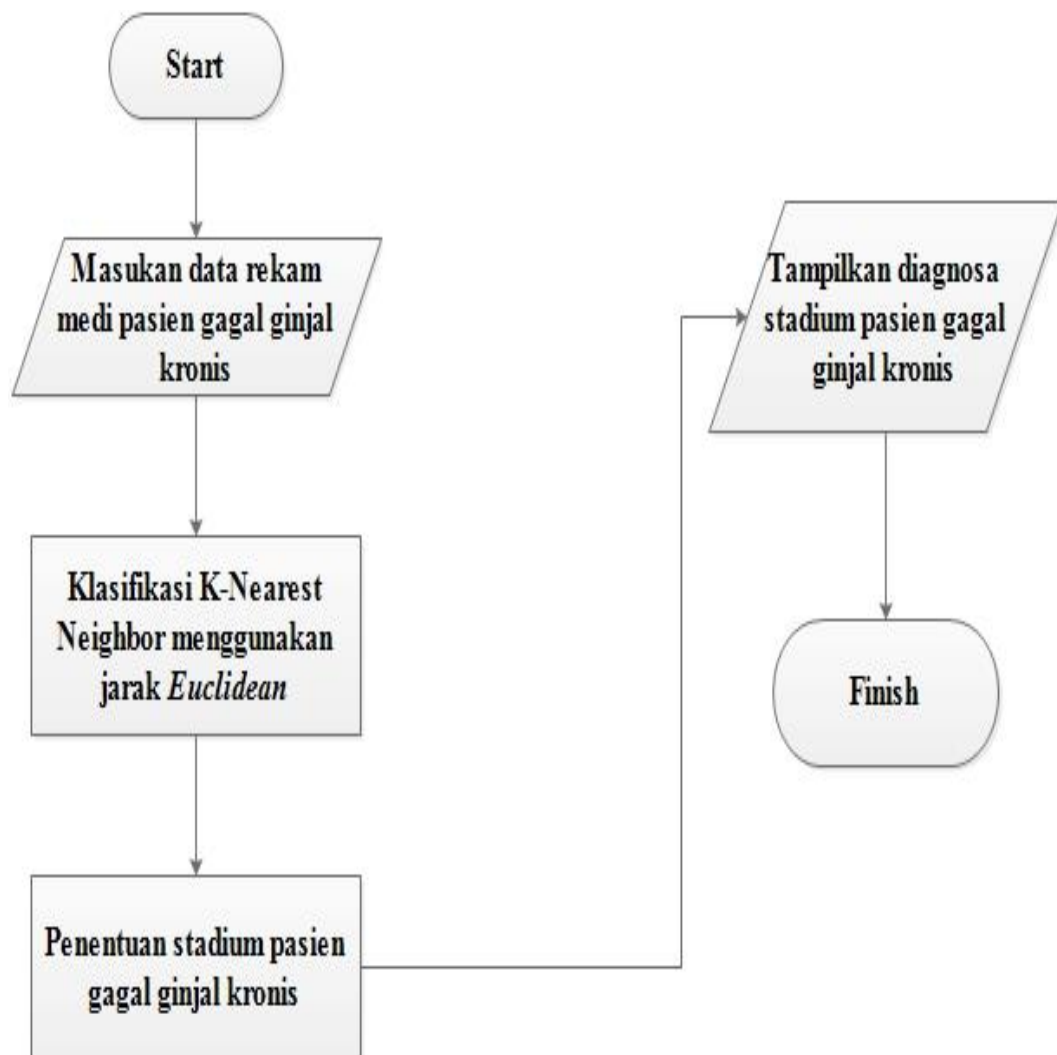 Start
Masukan data rekam
medi pasien gagal ginjal
kronis
Klasifikasi K-Nearest
Neighbor menggunakan
jarak Euclidean
Penentuan stadium pasien
gagal ginjal kronis
Tampilkan diagnosa
stadium pasien gagal
ginjal kronis
Finish